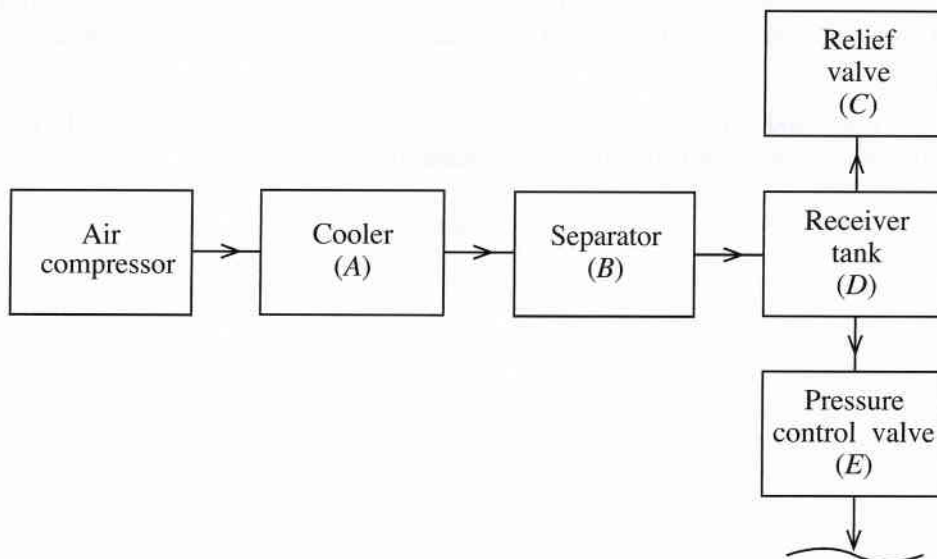 Relief
valve
(C)
Air
compressor
Cooler
(A)
Separator
(B)
Receiver
tank
(D)
Pressure
control valve
(E)